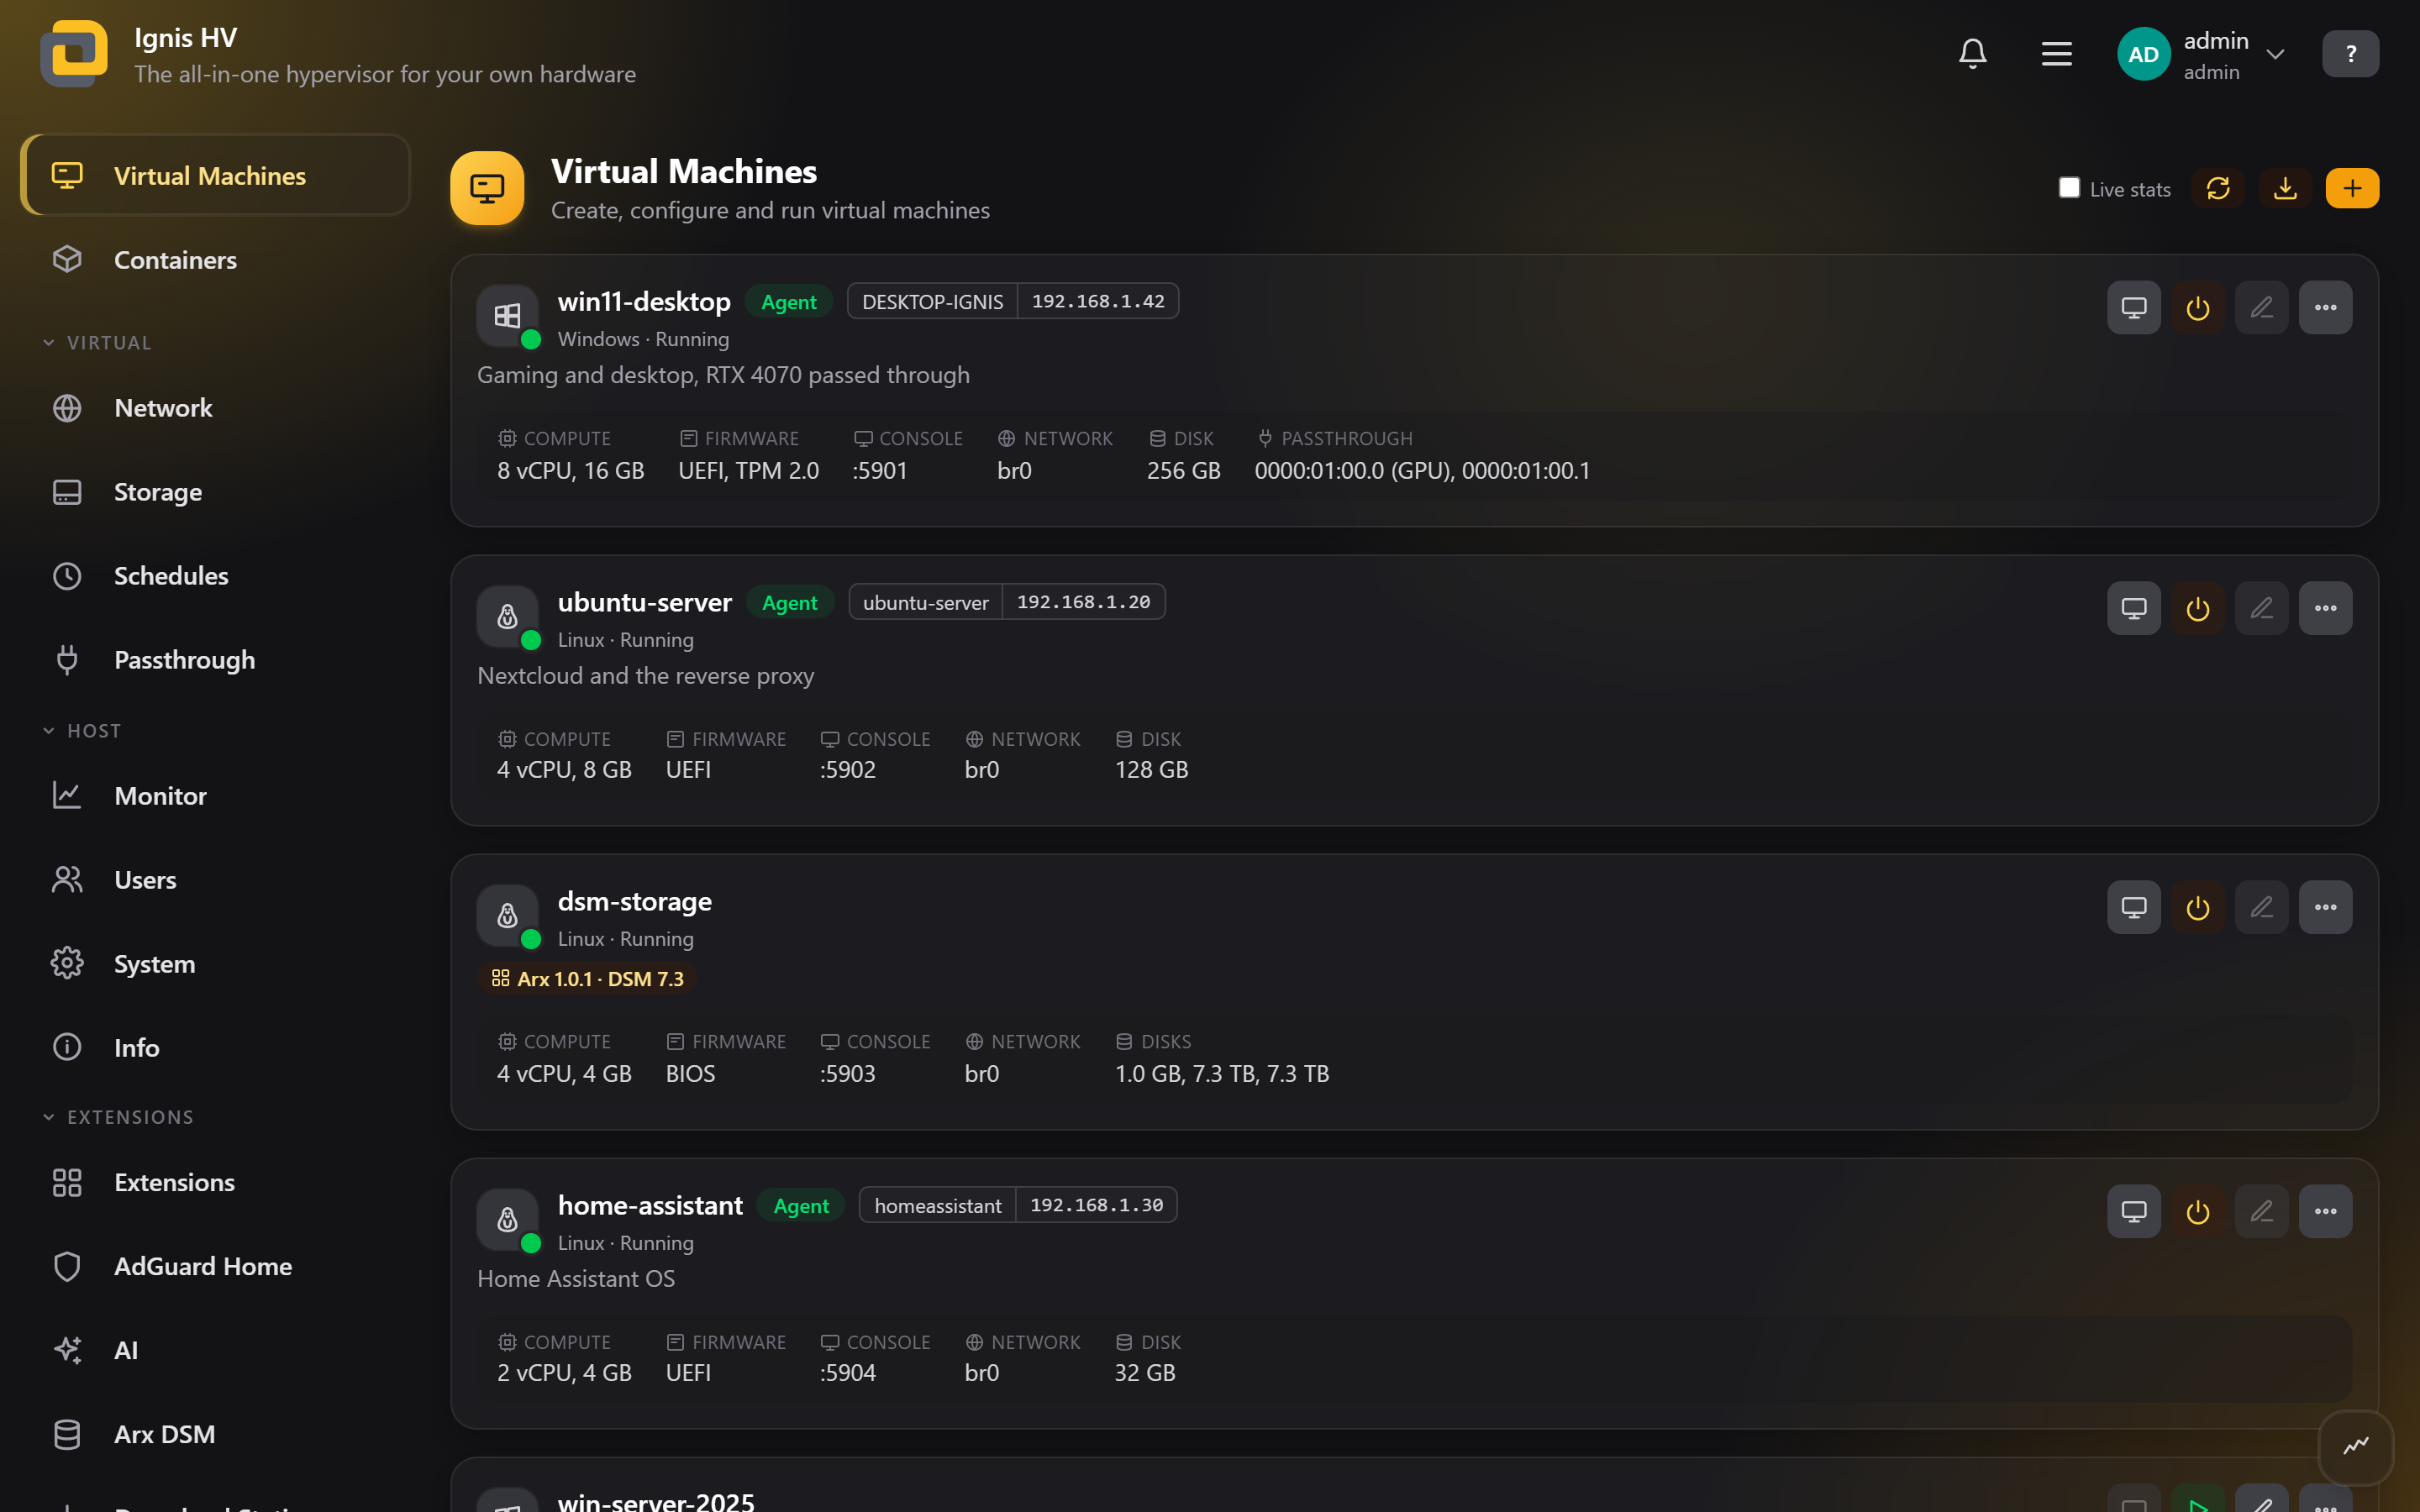 Ignis HV
The all-in-one hypervisor for your own hardware
AD
admin
admin
?
Virtual Machines
Containers
VIRTUAL
Network
Storage
Schedules
Passthrough
HOST
Monitor
Users
System
Info
EXTENSIONS
Extensions
AdGuard Home
AI
Arx DSM
Virtual Machines
Create, configure and run virtual machines
Live stats
win11-desktop Agent DESKTOP-IGNIS 192.168.1.42
Windows · Running
Gaming and desktop, RTX 4070 passed through
COMPUTE FIRMWARE CONSOLE NETWORK DISK PASSTHROUGH
8 vCPU, 16 GB UEFI, TPM 2.0 :5901 br0 256 GB 0000:01:00.0 (GPU), 0000:01:00.1
ubuntu-server Agent ubuntu-server 192.168.1.20
Linux · Running
Nextcloud and the reverse proxy
COMPUTE FIRMWARE CONSOLE NETWORK DISK
4 vCPU, 8 GB UEFI :5902 br0 128 GB
dsm-storage
Linux · Running
Arx 1.0.1 · DSM 7.3
COMPUTE FIRMWARE CONSOLE NETWORK DISKS
4 vCPU, 4 GB BIOS :5903 br0 1.0 GB, 7.3 TB, 7.3 TB
home-assistant Agent homeassistant 192.168.1.30
Linux · Running
Home Assistant OS
COMPUTE FIRMWARE CONSOLE NETWORK DISK
2 vCPU, 4 GB UEFI :5904 br0 32 GB
win-server-2025